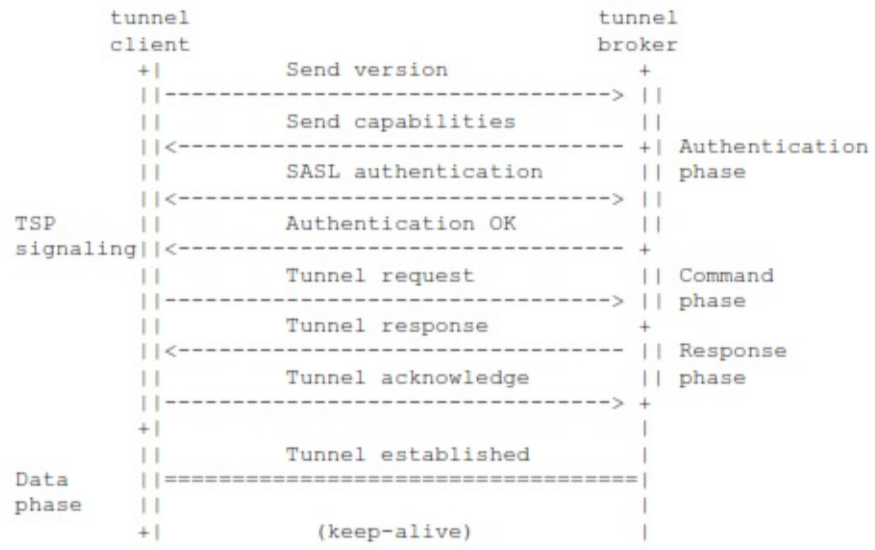 tunnel tunnel
client broker
+| Send version +
||----------------------------------> ||
|| Send capabilities ||
||<---------------------------------- +| Authentication
|| SASL authentication || phase
||<---------------------------------> ||
TSP || Authentication OK ||
signaling||<---------------------------------- +
|| Tunnel request || Command
||----------------------------------> || phase
|| Tunnel response +
||<---------------------------------- || Response
|| Tunnel acknowledge || phase
||----------------------------------> +
+| |
|| Tunnel established |
Data ||===================================|
phase || |
+| (keep-alive) |